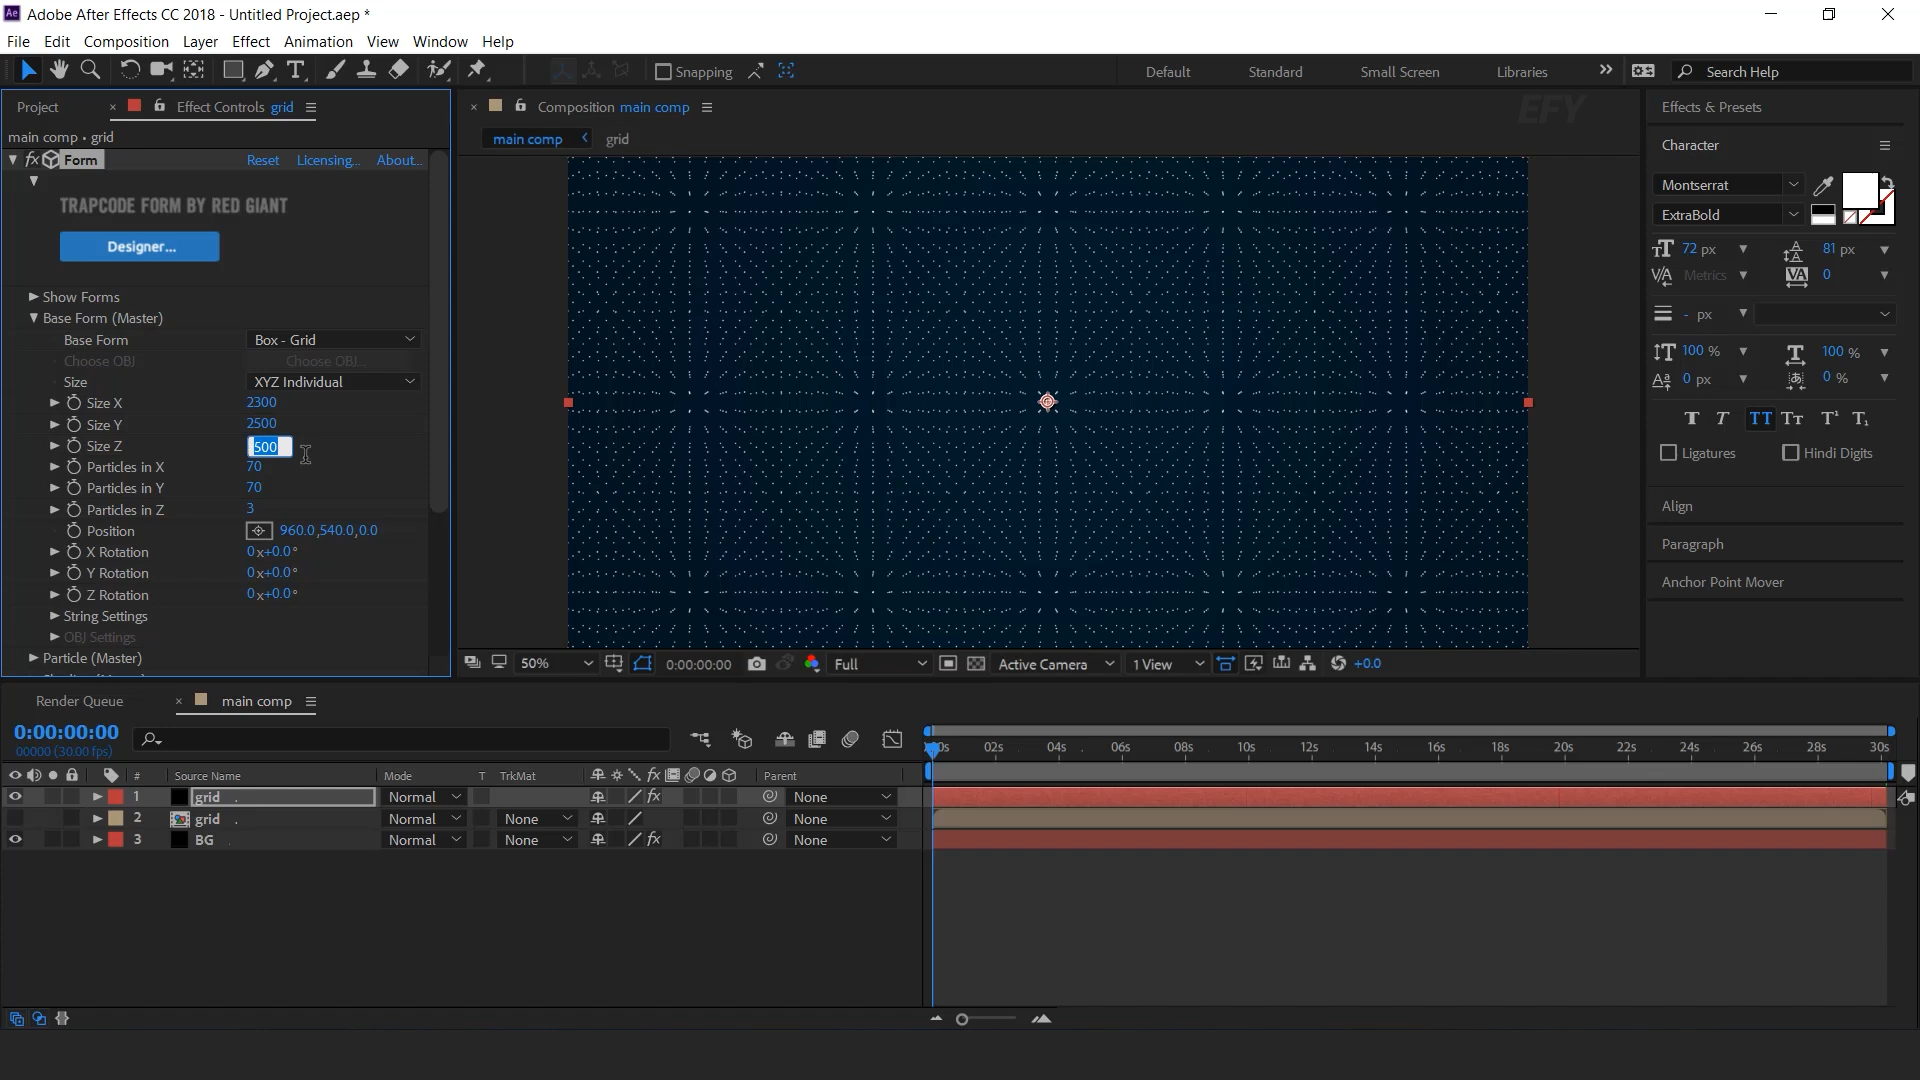 Adobe After Effects CC 2018 - Untitled Project.aep *
File Edit Composition Layer Effect Animation View Window Help
Snapping
Default Standard Small Screen Libraries Search Help
Project Effect Controls grid
Composition main comp
EFY
Effects & Presets
main comp • grid
main comp grid
Form Reset Licensing... About...
TRAPCODE FORM BY RED GIANT
Designer...
Show Forms
Base Form (Master)
Base Form Box - Grid
Choose OBJ Choose OBJ...
Size XYZ Individual
Size X 2300
Size Y 2500
Size Z 500
Particles in X 70
Particles in Y 70
Particles in Z 3
Position 960.0,540.0,0.0
X Rotation 0x+0.0°
Y Rotation 0x+0.0°
Z Rotation 0x+0.0°
String Settings
OBJ Settings
Particle (Master)
Character
Montserrat
ExtraBold
72 px 81 px
Metrics 0
- px
100 % 100 %
0 px 0 %
T T TT Tт T¹ T₁
Ligatures Hindi Digits
Align
Paragraph
Anchor Point Mover
50% 0:00:00:00 Full Active Camera 1 View +0.0
Render Queue main comp
0:00:00:00
00000 (30.00 fps)
02s 04s 06s 08s 10s 12s 14s 16s 18s 20s 22s 24s 26s 28s 30s
# Source Name Mode T TrkMat Parent
1 grid Normal None
2 grid Normal None None
3 BG Normal None None